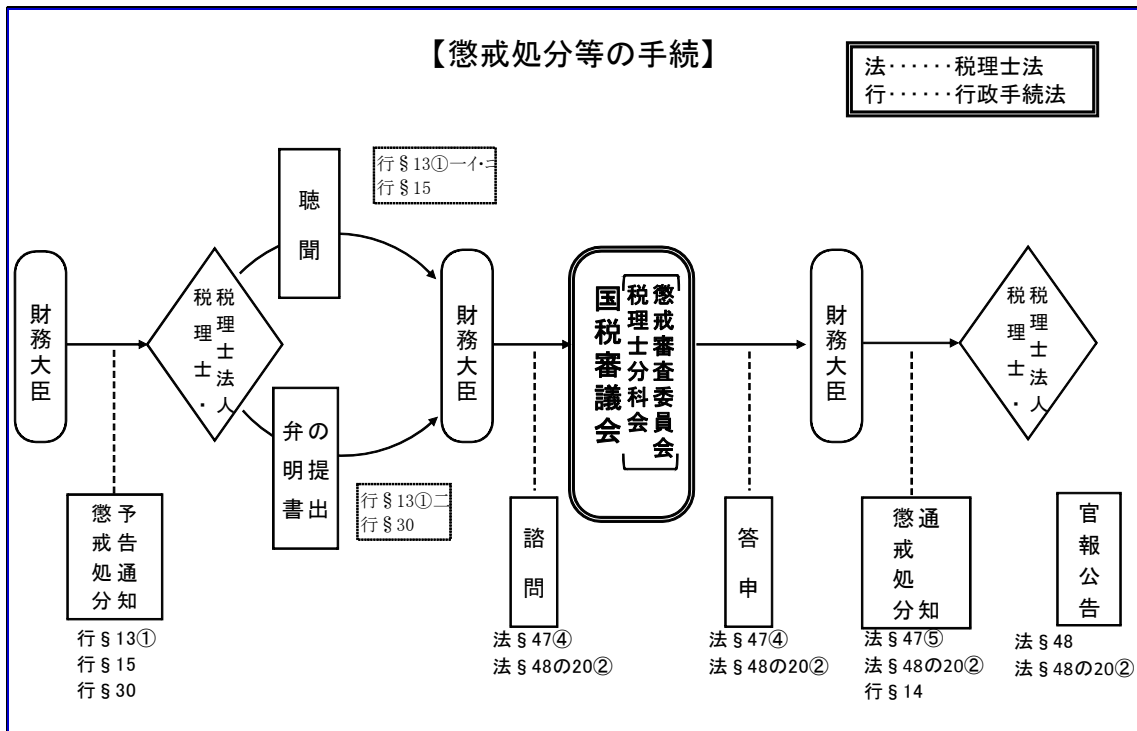 【懲戒処分等の手続】
法・・・・・・税理士法
行・・・・・・行政手続法
財務大臣
税理士・
税理士法人
聴聞
行§13①一イ・ニ
行§15
弁明書
の提出
行§13①二
行§30
懲戒処分
予告通知
行§13①
行§15
行§30
財務大臣
諮問
法§47④
法§48の20②
国税審議会
税理士分科会
懲戒審査委員会
答申
法§47④
法§48の20②
財務大臣
懲戒処分
通知
法§47⑤
法§48の20②
行§14
税理士・
税理士法人
官報公告
法§48
法§48の20②